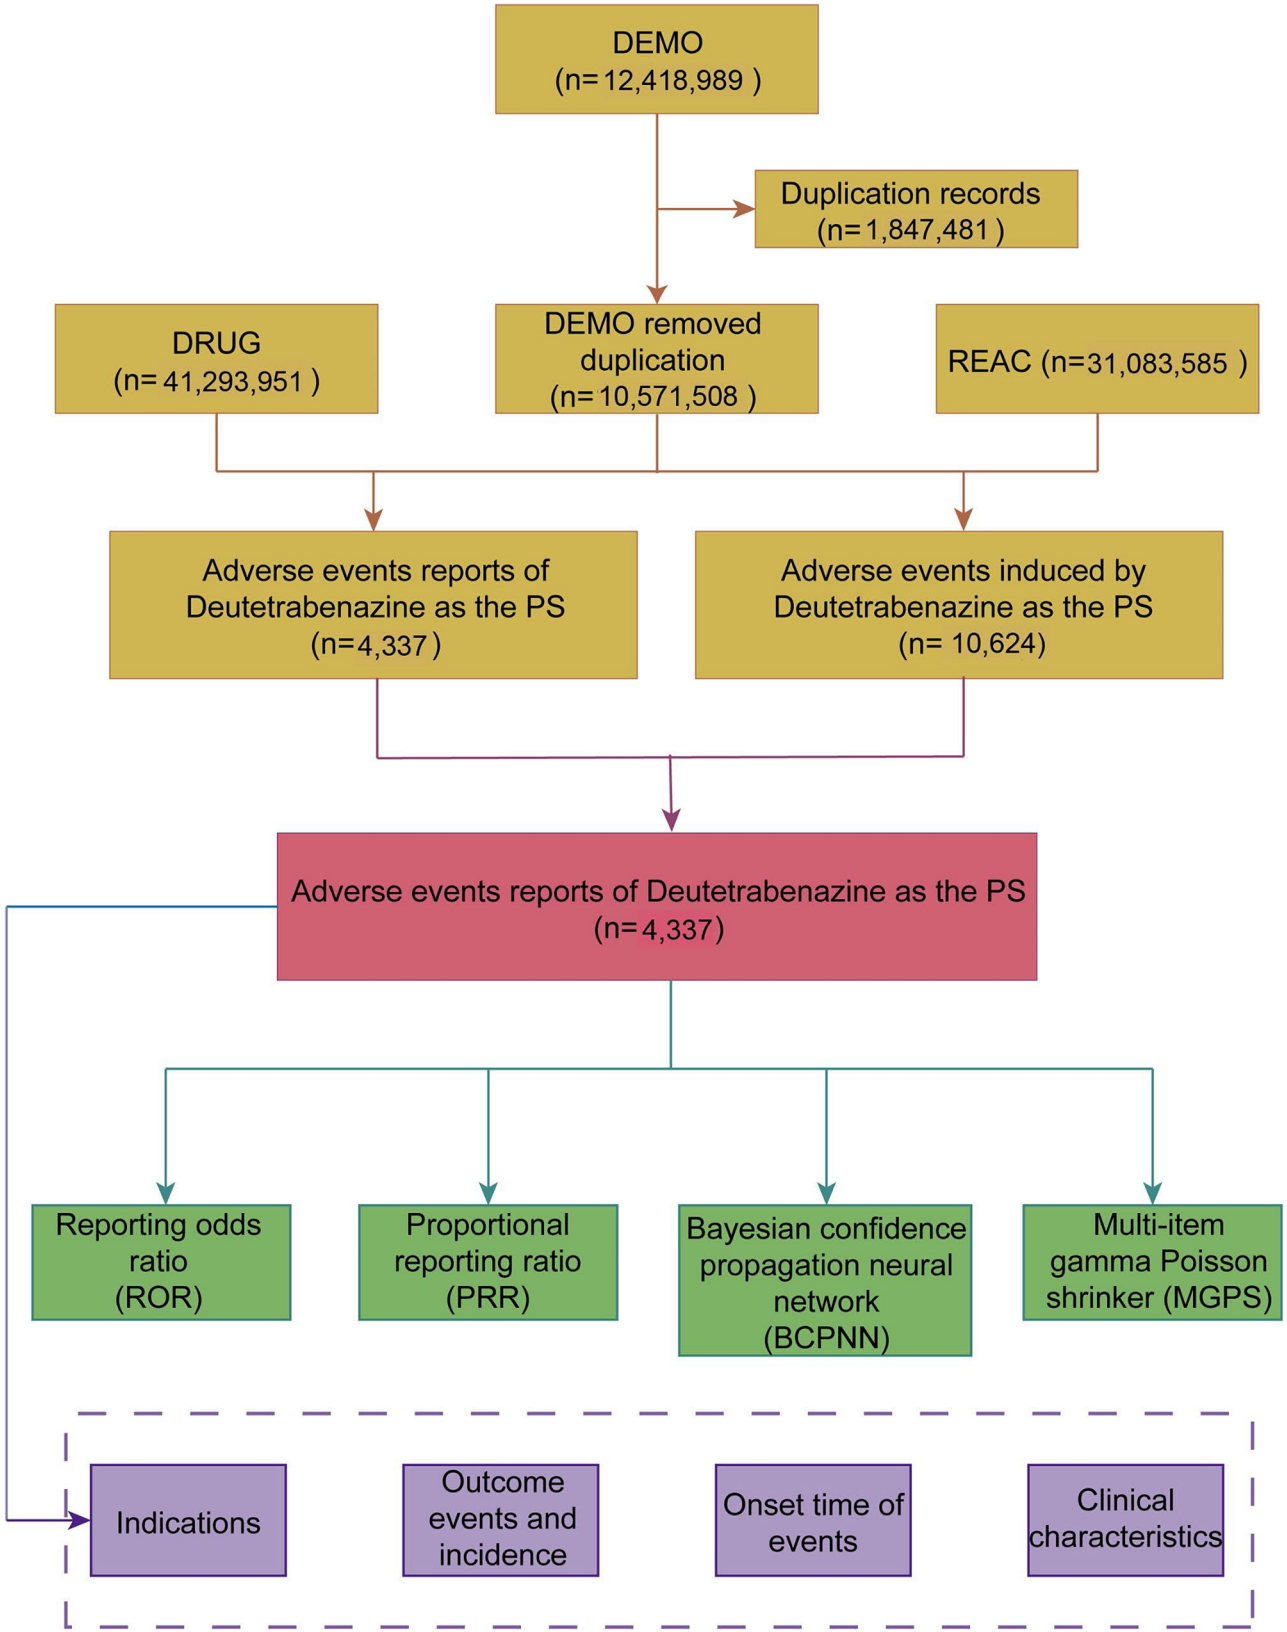 DEMO
(n= 12,418,989 )
Duplication records
(n= 1,847,481 )
DRUG
(n= 41,293,951 )
DEMO removed
duplication
(n= 10,571,508 )
REAC (n=31,083,585 )
Adverse events reports of
Deutetrabenazine as the PS
(n=4,337 )
Adverse events induced by
Deutetrabenazine as the PS
(n= 10,624)
Adverse events reports of Deutetrabenazine as the PS
(n= 4,337)
Reporting odds
ratio
(ROR)
Proportional
reporting ratio
(PRR)
Bayesian confidence
propagation neural
network
(BCPNN)
Multi-item
gamma Poisson
shrinker (MGPS)
Indications
Outcome
events and
incidence
Onset time of
events
Clinical
characteristics